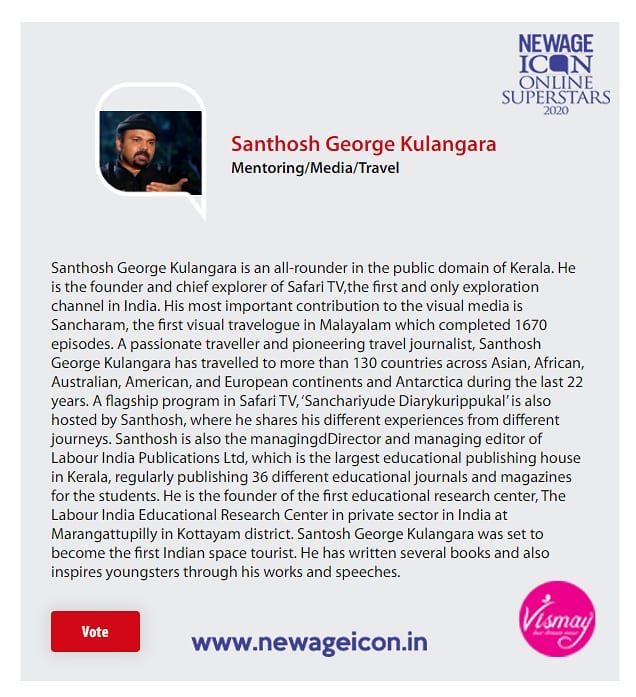 NEWAGE
ICON
ONLINE
SUPERSTARS
2020
Santhosh George Kulangara
Mentoring/Media/Travel
Santhosh George Kulangara is an all-rounder in the public domain of Kerala. He
is the founder and chief explorer of Safari TV,the first and only exploration
channel in India. His most important contribution to the visual media is
Sancharam, the first visual travelogue in Malayalam which completed 1670
episodes. A passionate traveller and pioneering travel journalist, Santhosh
George Kulangara has travelled to more than 130 countries across Asian, African,
Australian, American, and European continents and Antarctica during the last 22
years. A flagship program in Safari TV, ‘Sanchariyude Diarykurippukal’ is also
hosted by Santhosh, where he shares his different experiences from different
journeys. Santhosh is also the managingdDirector and managing editor of
Labour India Publications Ltd, which is the largest educational publishing house
in Kerala, regularly publishing 36 different educational journals and magazines
for the students. He is the founder of the first educational research center, The
Labour India Educational Research Center in private sector in India at
Marangattupilly in Kottayam district. Santosh George Kulangara was set to
become the first Indian space tourist. He has written several books and also
inspires youngsters through his works and speeches.
Vote
www.newageicon.in
Vismay